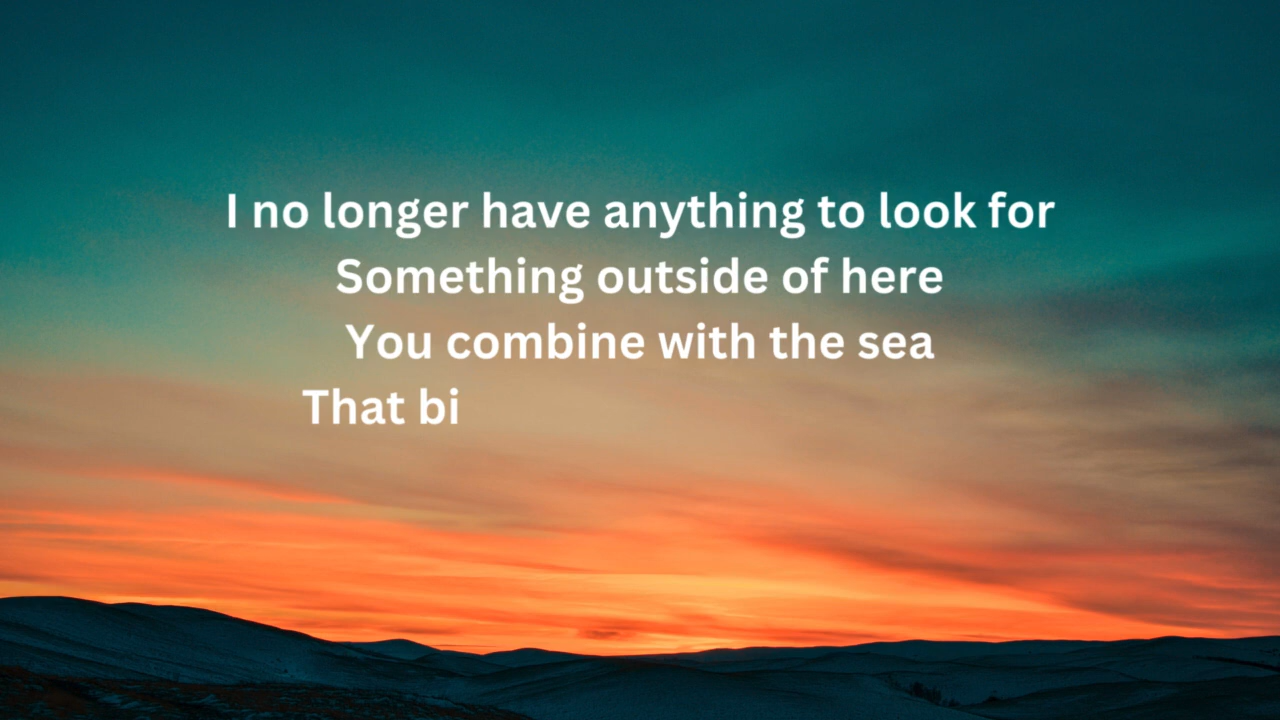 I no longer have anything to look for
Something outside of here
You combine with the sea
That bi